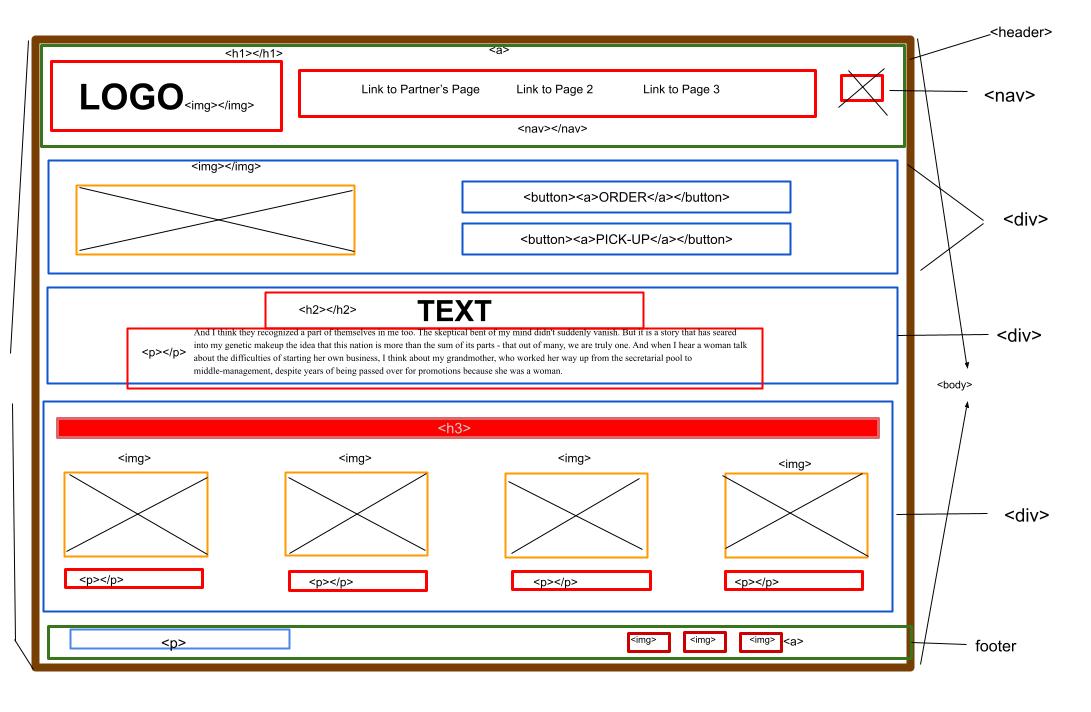 <header>
<h1></h1>
<a>
LOGO<img></img>
Link to Partner's Page Link to Page 2 Link to Page 3
<nav>
<nav></nav>
<img></img>
<button><a>ORDER</a></button>
<div>
<button><a>PICK-UP</a></button>
<h2></h2> TEXT
And I think they recognized a part of themselves in me too. The skeptical bent of my mind didn't suddenly vanish. But it is a story that has seared
into my genetic makeup the idea that this nation is more than the sum of its parts - that out of many, we are truly one. And when I hear a woman talk
about the difficulties of starting her own business, I think about my grandmother, who worked her way up from the secretarial pool to
middle-management, despite years of being passed over for promotions because she was a woman.
<p></p>
<div>
<body>
<h3>
<img> <img> <img> <img>
<div>
<p></p> <p></p> <p></p> <p></p>
<p>
<img> <img> <img> <a>
footer